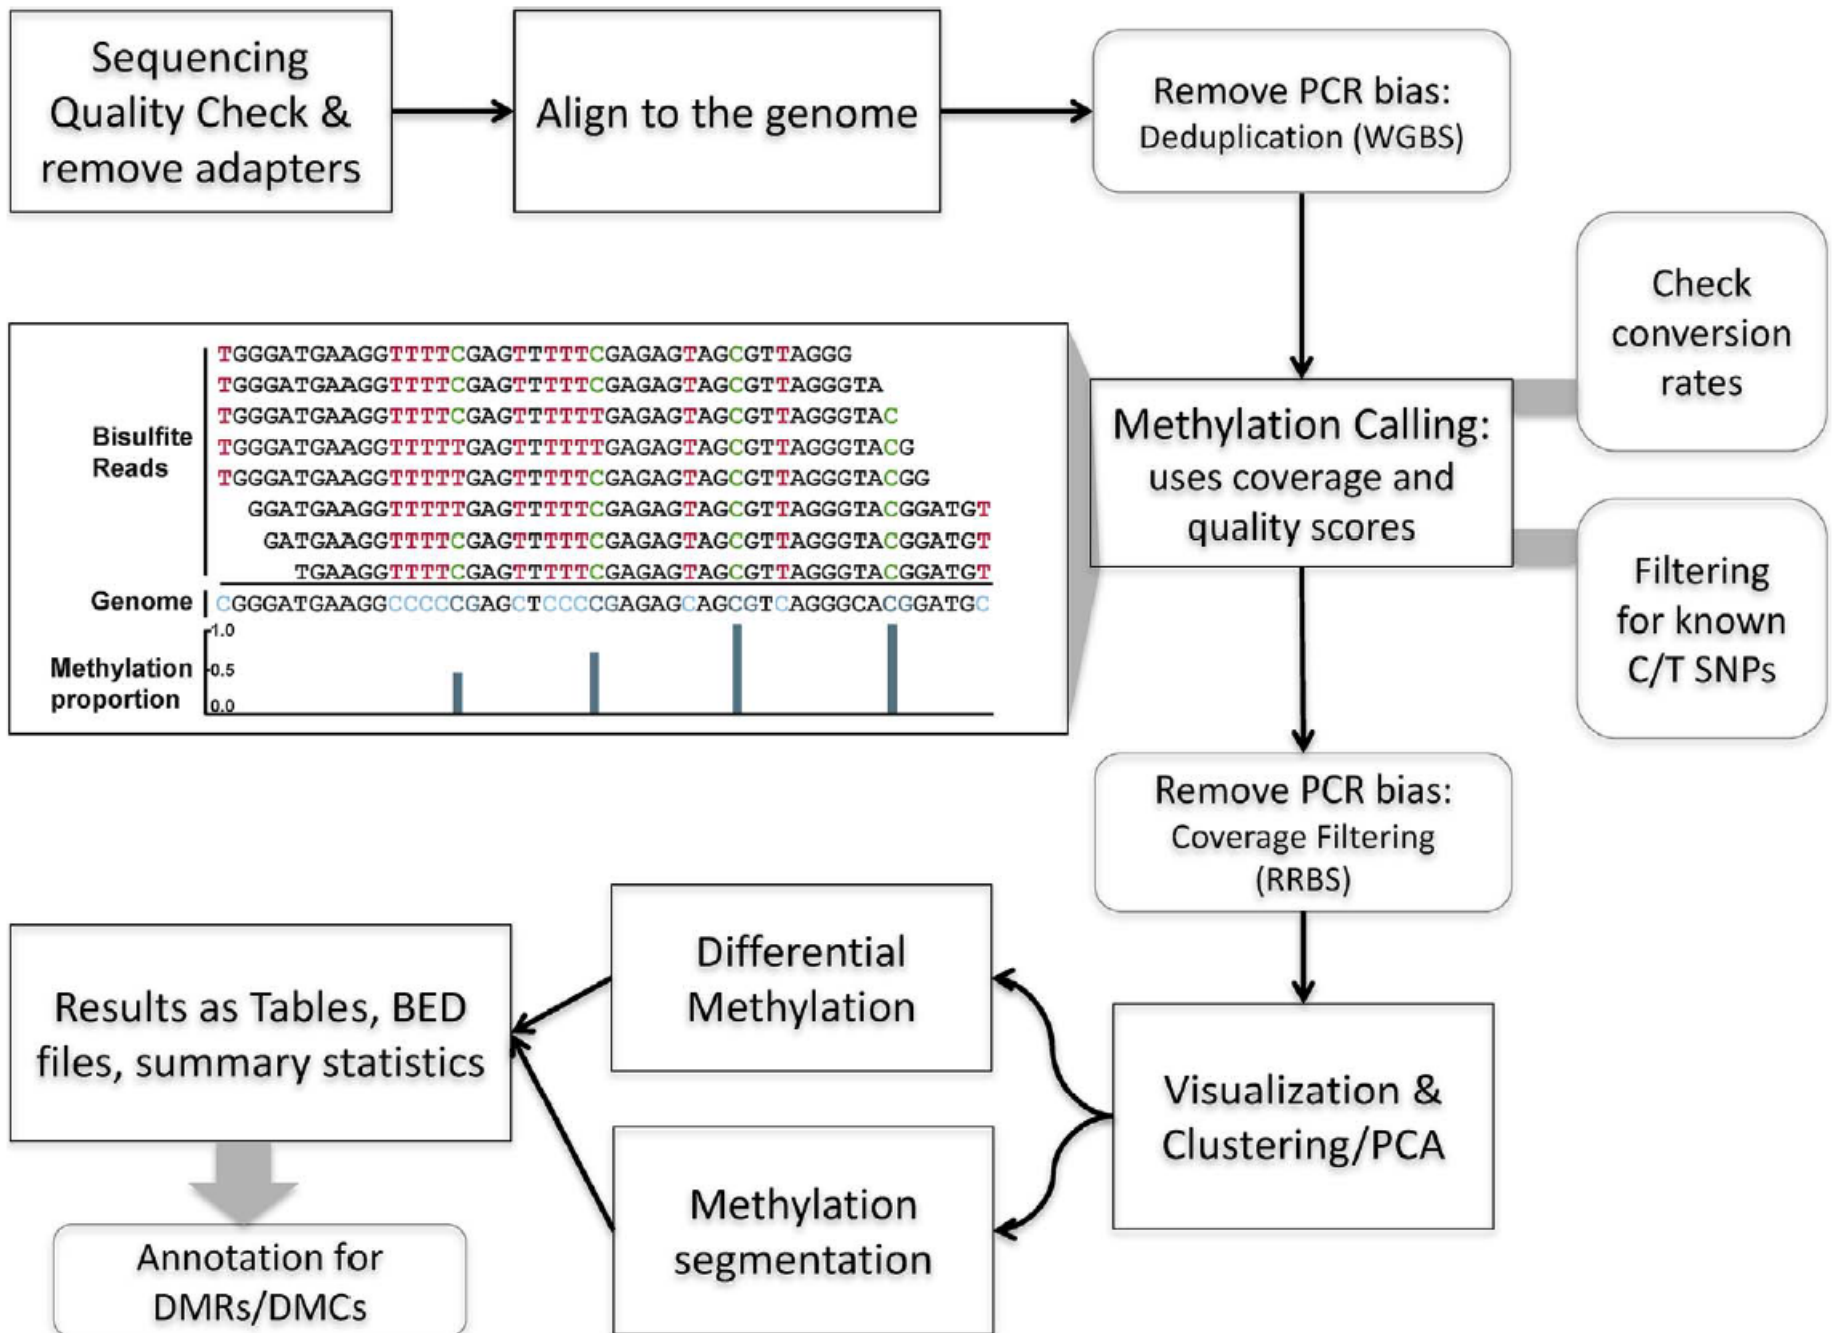 Sequencing
Quality Check &
remove adapters
Align to the genome
Remove PCR bias:
Deduplication (WGBS)
Check
conversion
rates
Bisulfite
Reads
TGGGATGAAGGTTTTCGAGTTTTTCGAGAGTAGCGTTAGGG
TGGGATGAAGGTTTTCGAGTTTTTCGAGAGTAGCGTTAGGGTA
TGGGATGAAGGTTTTCGAGTTTTTTGAGAGTAGCGTTAGGGTAC
TGGGATGAAGGTTTTTGAGTTTTTTGAGAGTAGCGTTAGGGTACG
TGGGATGAAGGTTTTTGAGTTTTTCGAGAGTAGCGTTAGGGTACGG
GGATGAAGGTTTTTGAGTTTTTCGAGAGTAGCGTTAGGGTACGGATGT
GATGAAGGTTTTCGAGTTTTTCGAGAGTAGCGTTAGGGTACGGATGT
TGAAGGTTTTCGAGTTTTTCGAGAGTAGCGTTAGGGTACGGATGT
Genome
CGGGATGAAGGCCCCCGAGCTCCCCGAGAGCAGCGTCAGGGCACGGATGC
Methylation
proportion
1.0
0.5
0.0
Methylation Calling:
uses coverage and
quality scores
Filtering
for known
C/T SNPs
Remove PCR bias:
Coverage Filtering
(RRBS)
Visualization &
Clustering/PCA
Differential
Methylation
Methylation
segmentation
Results as Tables, BED
files, summary statistics
Annotation for
DMRs/DMCs